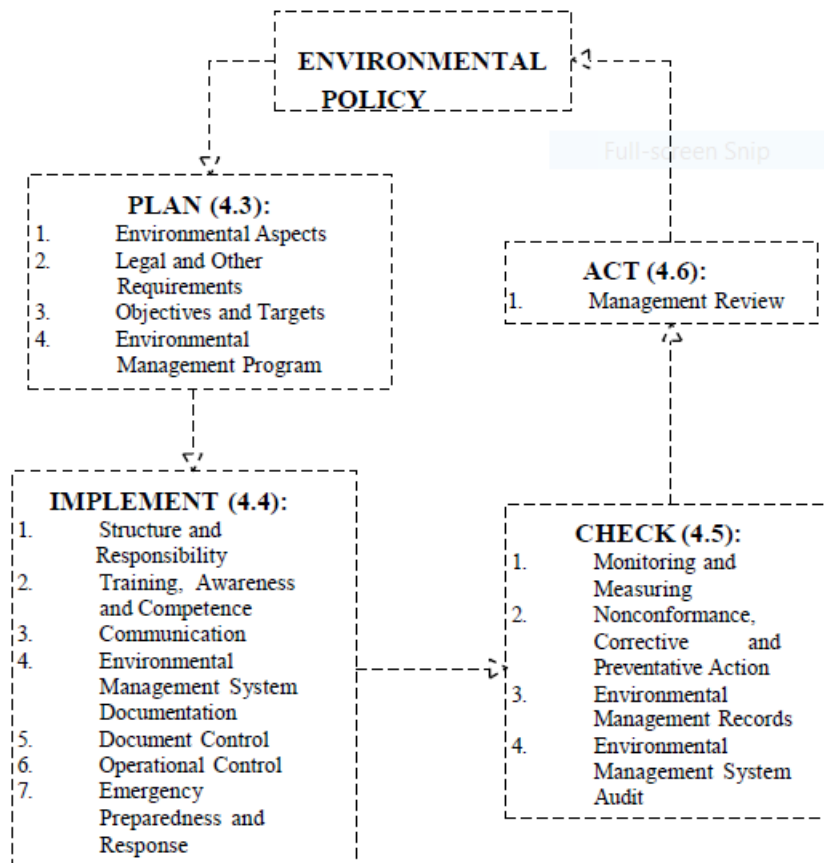 ENVIRONMENTAL
POLICY
Full-screen Snip
PLAN (4.3):
1. Environmental Aspects
2. Legal and Other
Requirements
3. Objectives and Targets
4. Environmental
Management Program
ACT (4.6):
1. Management Review
IMPLEMENT (4.4):
1. Structure and
Responsibility
2. Training, Awareness
and Competence
3. Communication
4. Environmental
Management System
Documentation
5. Document Control
6. Operational Control
7. Emergency
Preparedness and
Response
CHECK (4.5):
1. Monitoring and
Measuring
2. Nonconformance,
Corrective and
Preventative Action
3. Environmental
Management Records
4. Environmental
Management System
Audit